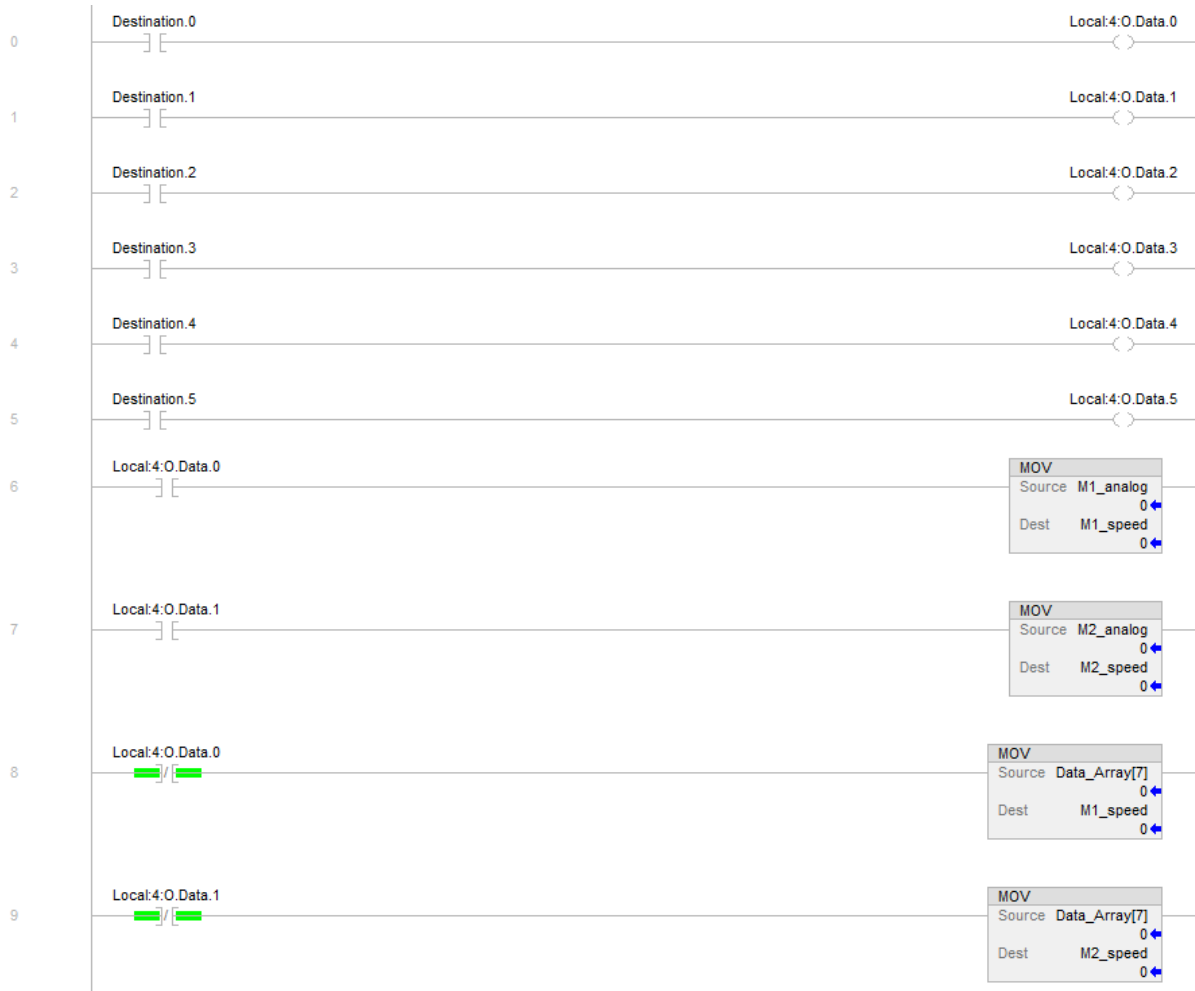 Destination.0 Local:4:O.Data.0
0
Destination.1 Local:4:O.Data.1
1
Destination.2 Local:4:O.Data.2
2
Destination.3 Local:4:O.Data.3
3
Destination.4 Local:4:O.Data.4
4
Destination.5 Local:4:O.Data.5
5
Local:4:O.Data.0 MOV
6 Source M1_analog
0
Dest M1_speed
0
Local:4:O.Data.1 MOV
7 Source M2_analog
0
Dest M2_speed
0
Local:4:O.Data.0 MOV
8 / Source Data_Array[7]
0
Dest M1_speed
0
Local:4:O.Data.1 MOV
9 / Source Data_Array[7]
0
Dest M2_speed
0